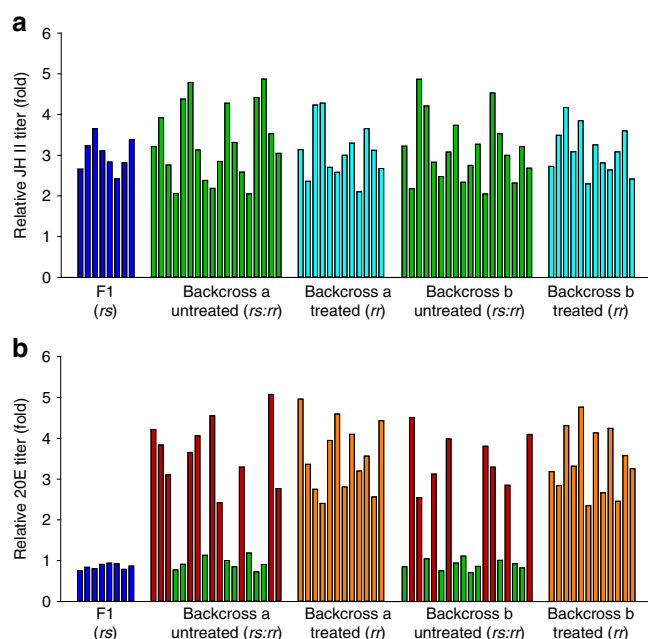 a
Relative JH II titer (fold)
6
5
4
3
2
1
0
F1
(rs)
Backcross a
untreated (rs:rr)
Backcross a
treated (rr)
Backcross b
untreated (rs:rr)
Backcross b
treated (rr)
b
Relative 20E titer (fold)
6
5
4
3
2
1
0
F1
(rs)
Backcross a
untreated (rs:rr)
Backcross a
treated (rr)
Backcross b
untreated (rs:rr)
Backcross b
treated (rr)